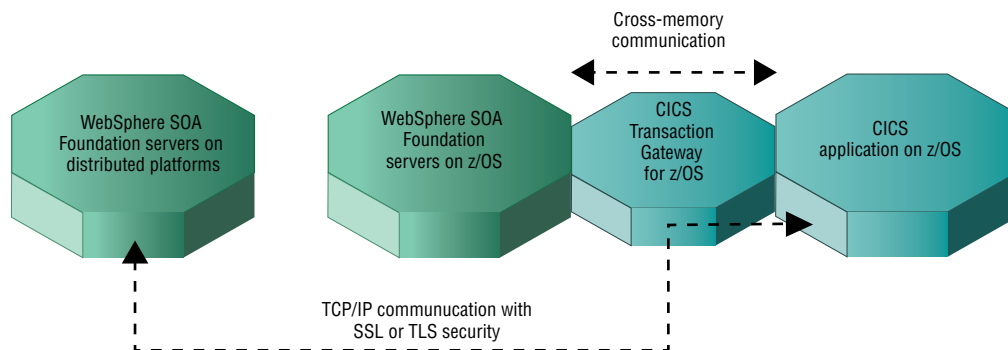 Cross-memory
communication
WebSphere SOA
Foundation servers on
distributed platforms
WebSphere SOA
Foundation
servers on z/OS
CICS
Transaction
Gateway
for z/OS
CICS
application on z/OS
TCP/IP commununcation with
SSL or TLS security